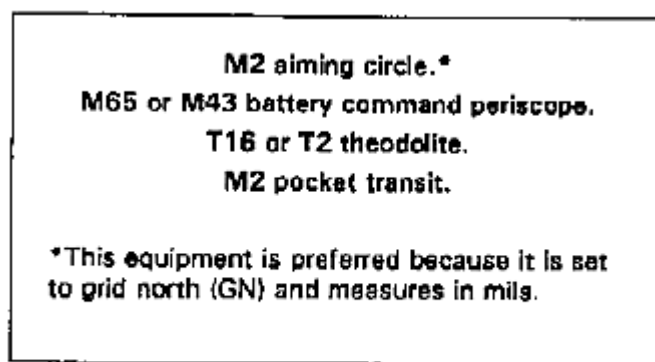 M2 aiming circle.*
M65 or M43 battery command periscope.
T16 or T2 theodolite.
M2 pocket transit.
*This equipment is preferred because it is set
to grid north (GN) and measures in mils.